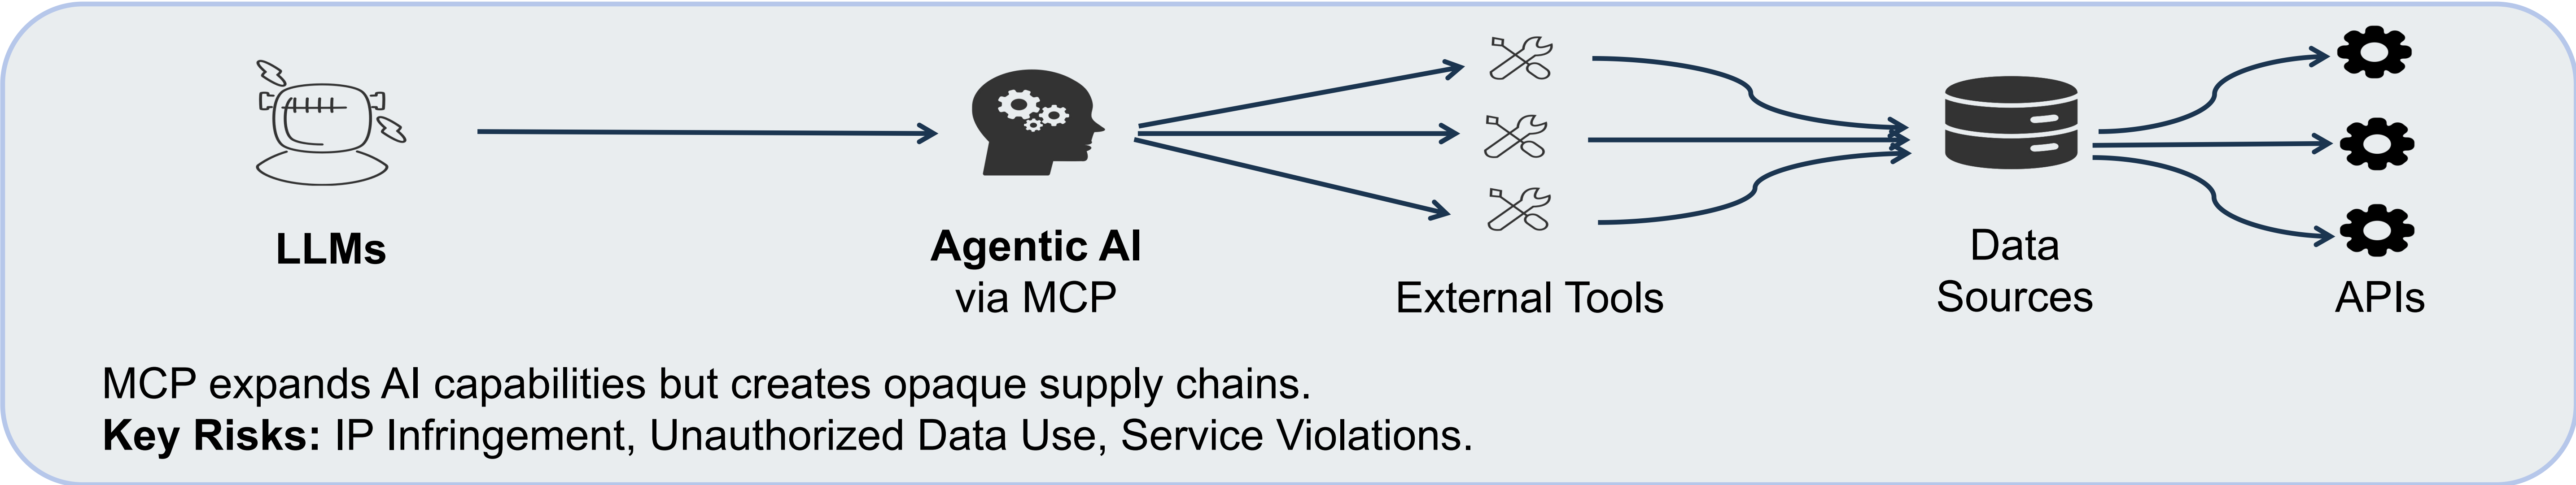 LLMs
Agentic AI
via MCP
External Tools
Data
Sources
APIs
MCP expands AI capabilities but creates opaque supply chains.
Key Risks: IP Infringement, Unauthorized Data Use, Service Violations.